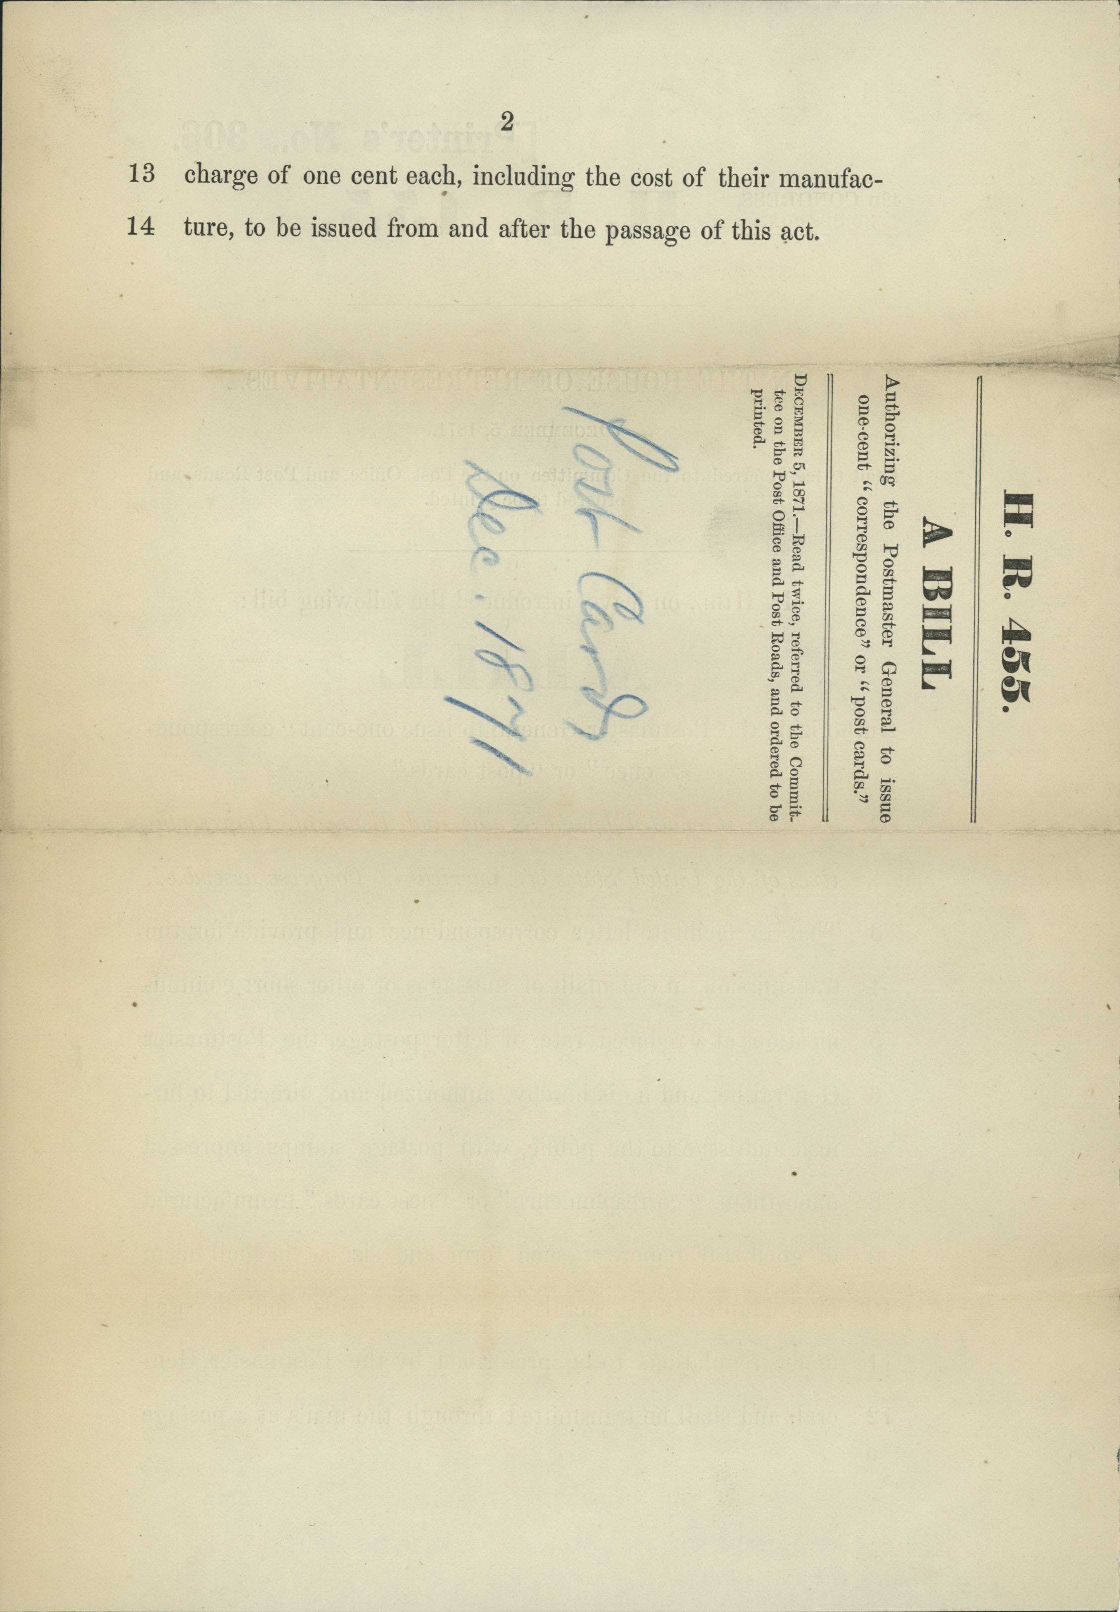 2
13 charge of one cent each, including the cost of their manufac-
14 ture, to be issued from and after the passage of this act.
H. R. 455.
A BILL
Authorizing the Postmaster General to issue
one-cent “correspondence” or “post cards.”
DECEMBER 5, 1871.—Read twice, referred to the Commit-
tee on the Post Office and Post Roads, and ordered to be
printed.
Post Cards
Dec. 1871